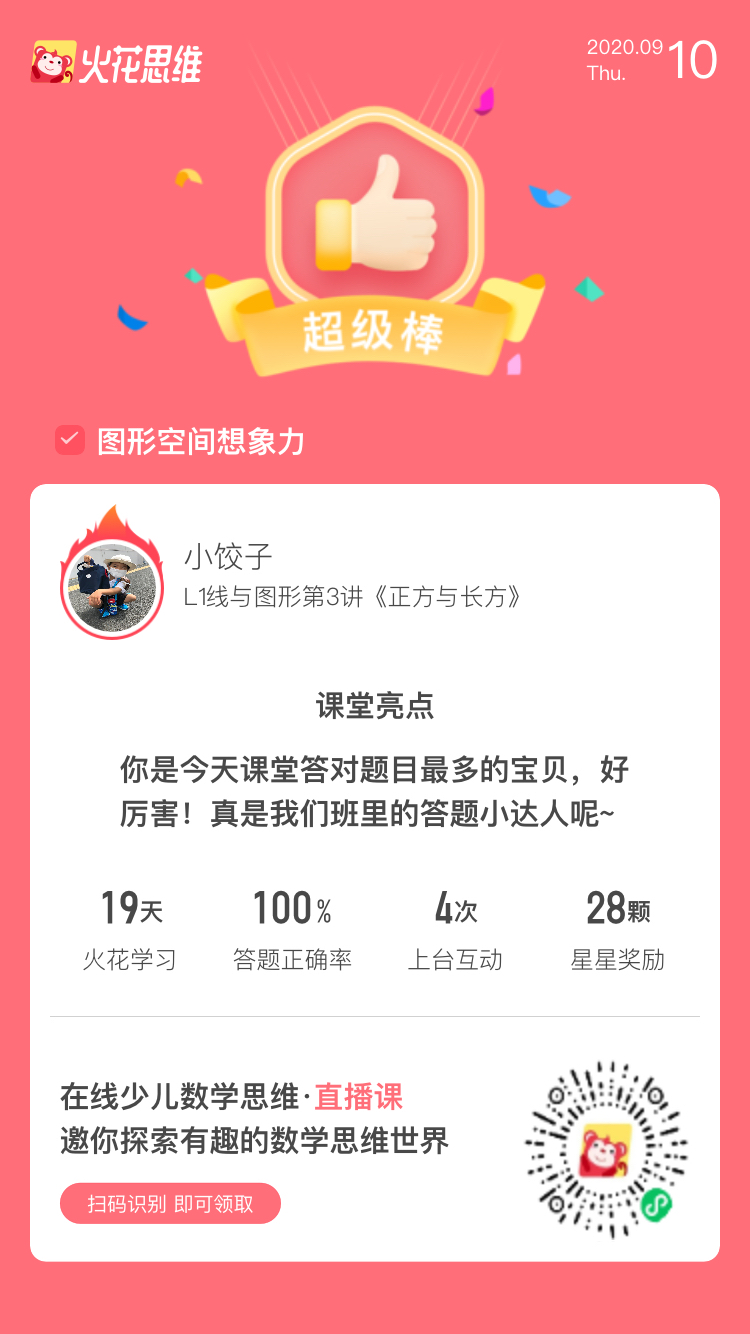 火花思维
2020.09
10
Thu.
超级棒
图形空间想象力
小饺子
L1线与图形第3讲《正方与长方》
课堂亮点
你是今天课堂答对题目最多的宝贝，好
厉害！真是我们班里的答题小达人呢~
19天
100%
4次
28颗
火花学习
答题正确率
上台互动
星星奖励
在线少儿数学思维·直播课
邀你探索有趣的数学思维世界
扫码识别 即可领取